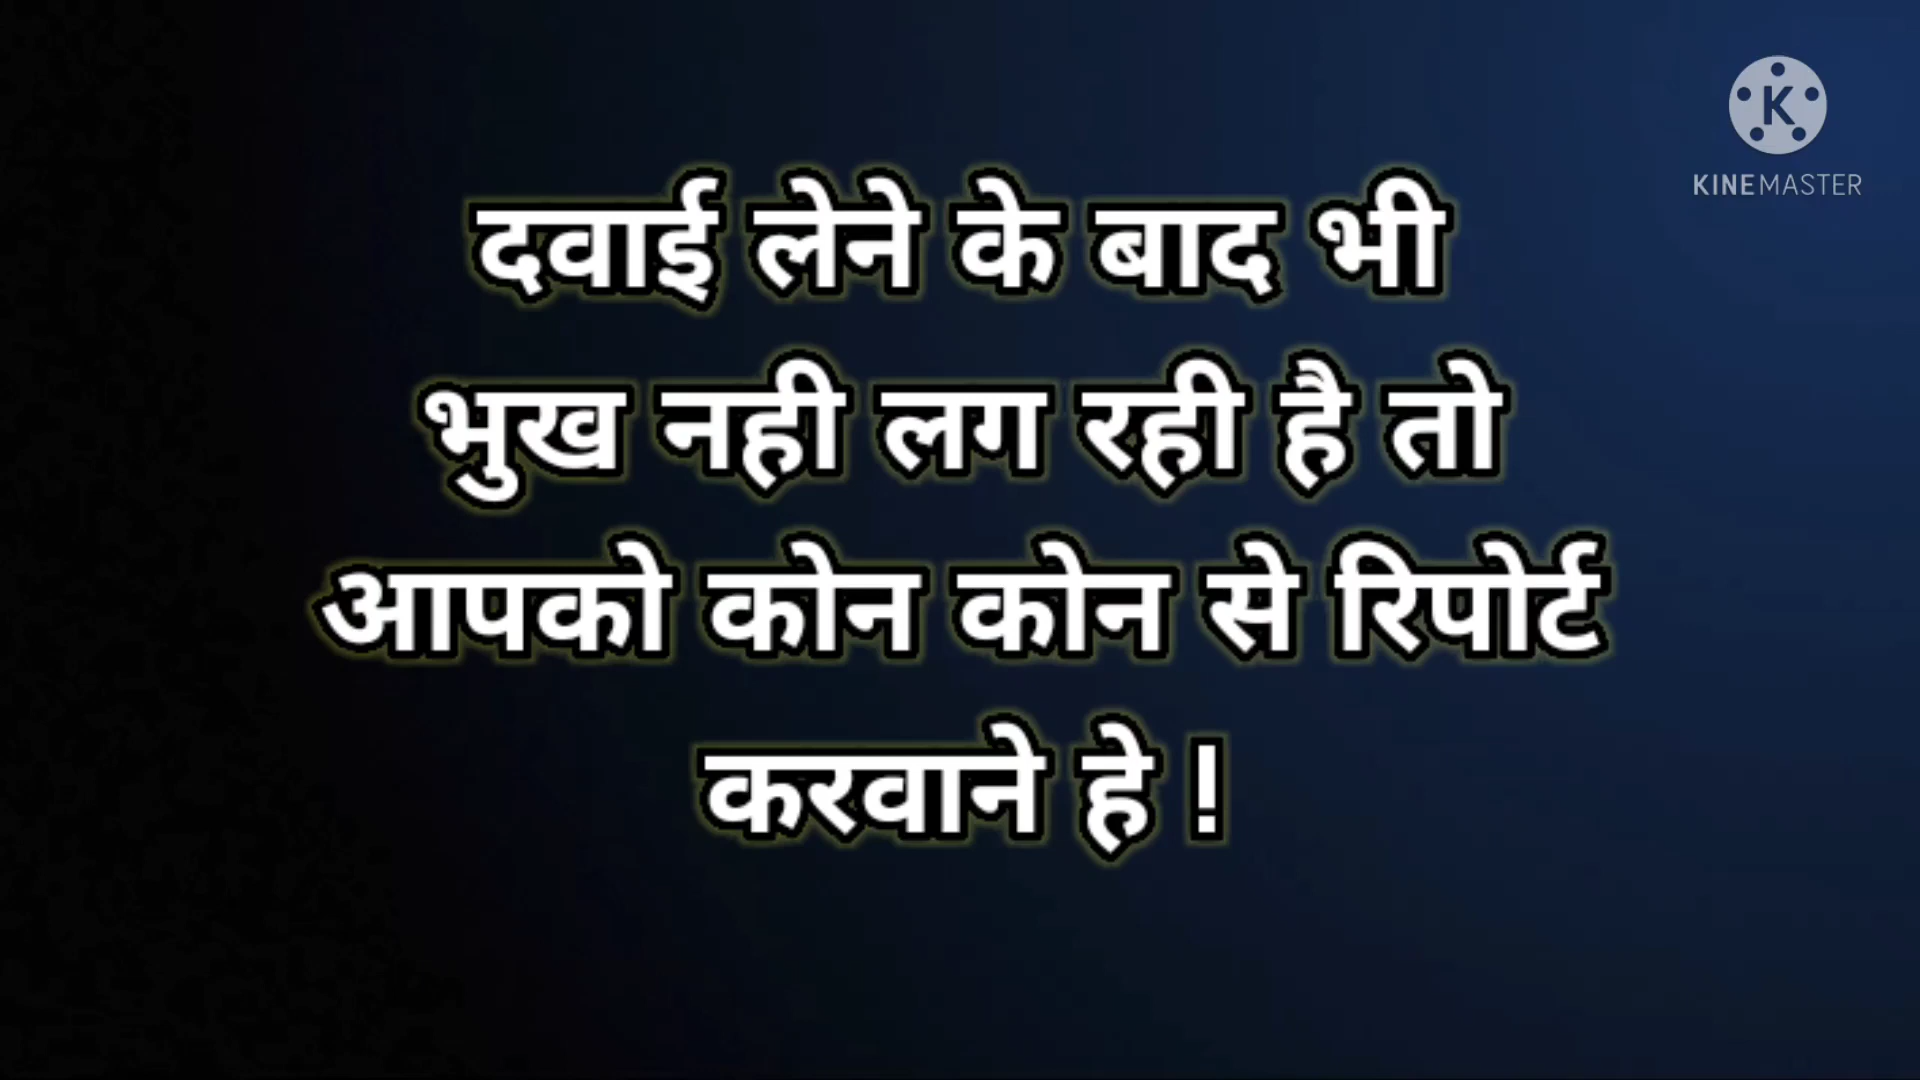 KINEMASTER
दवाई लेने के बाद भी
भुख नही लग रही है तो
आपको कोन कोन से रिपोर्ट
करवाने हे !